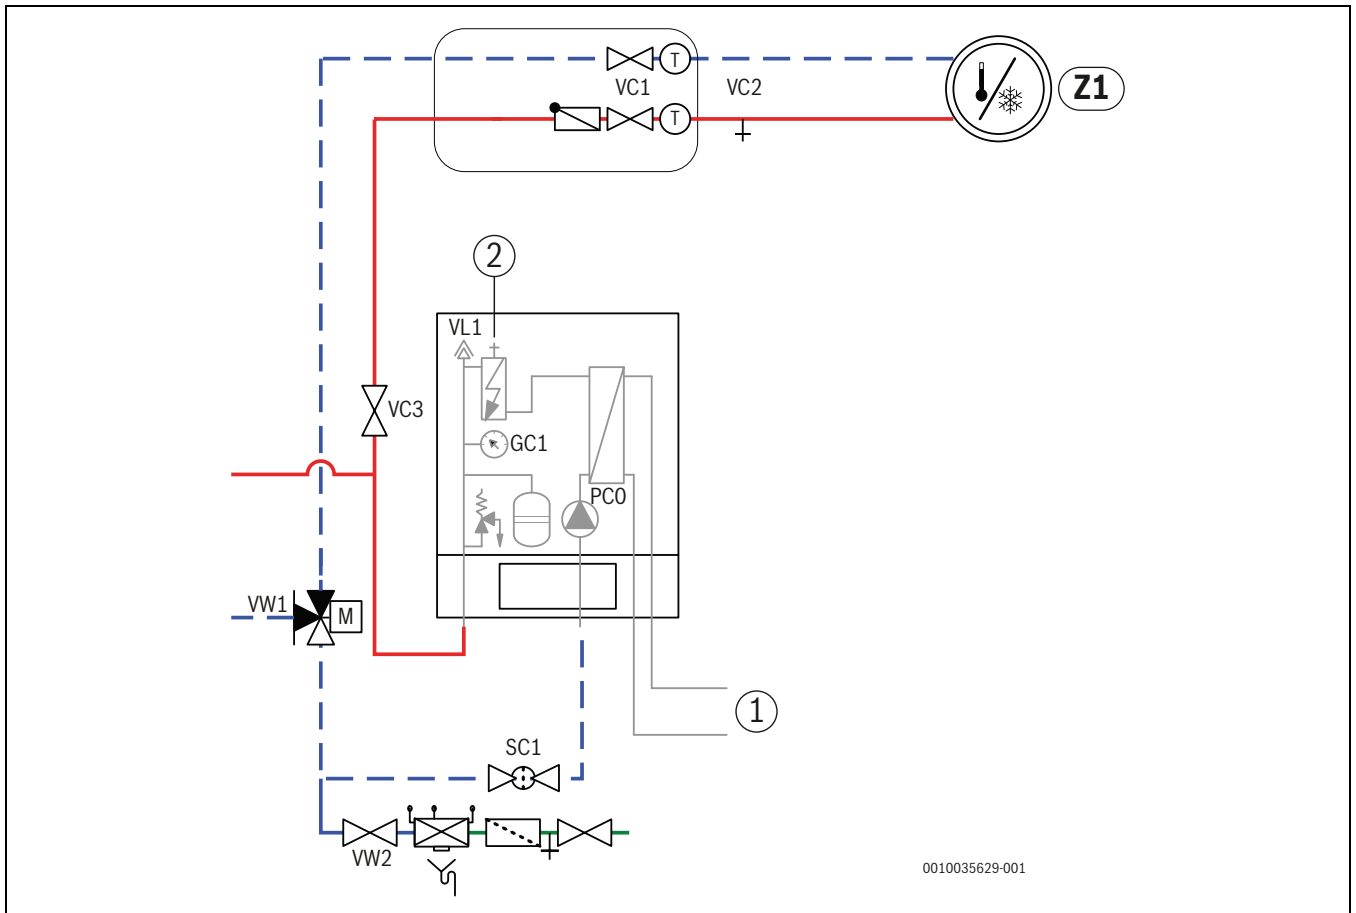 T
VC1
VC2
Z1
T
2
VL1
VC3
GC1
PC0
VW1
M
1
SC1
VW2
0010035629-001